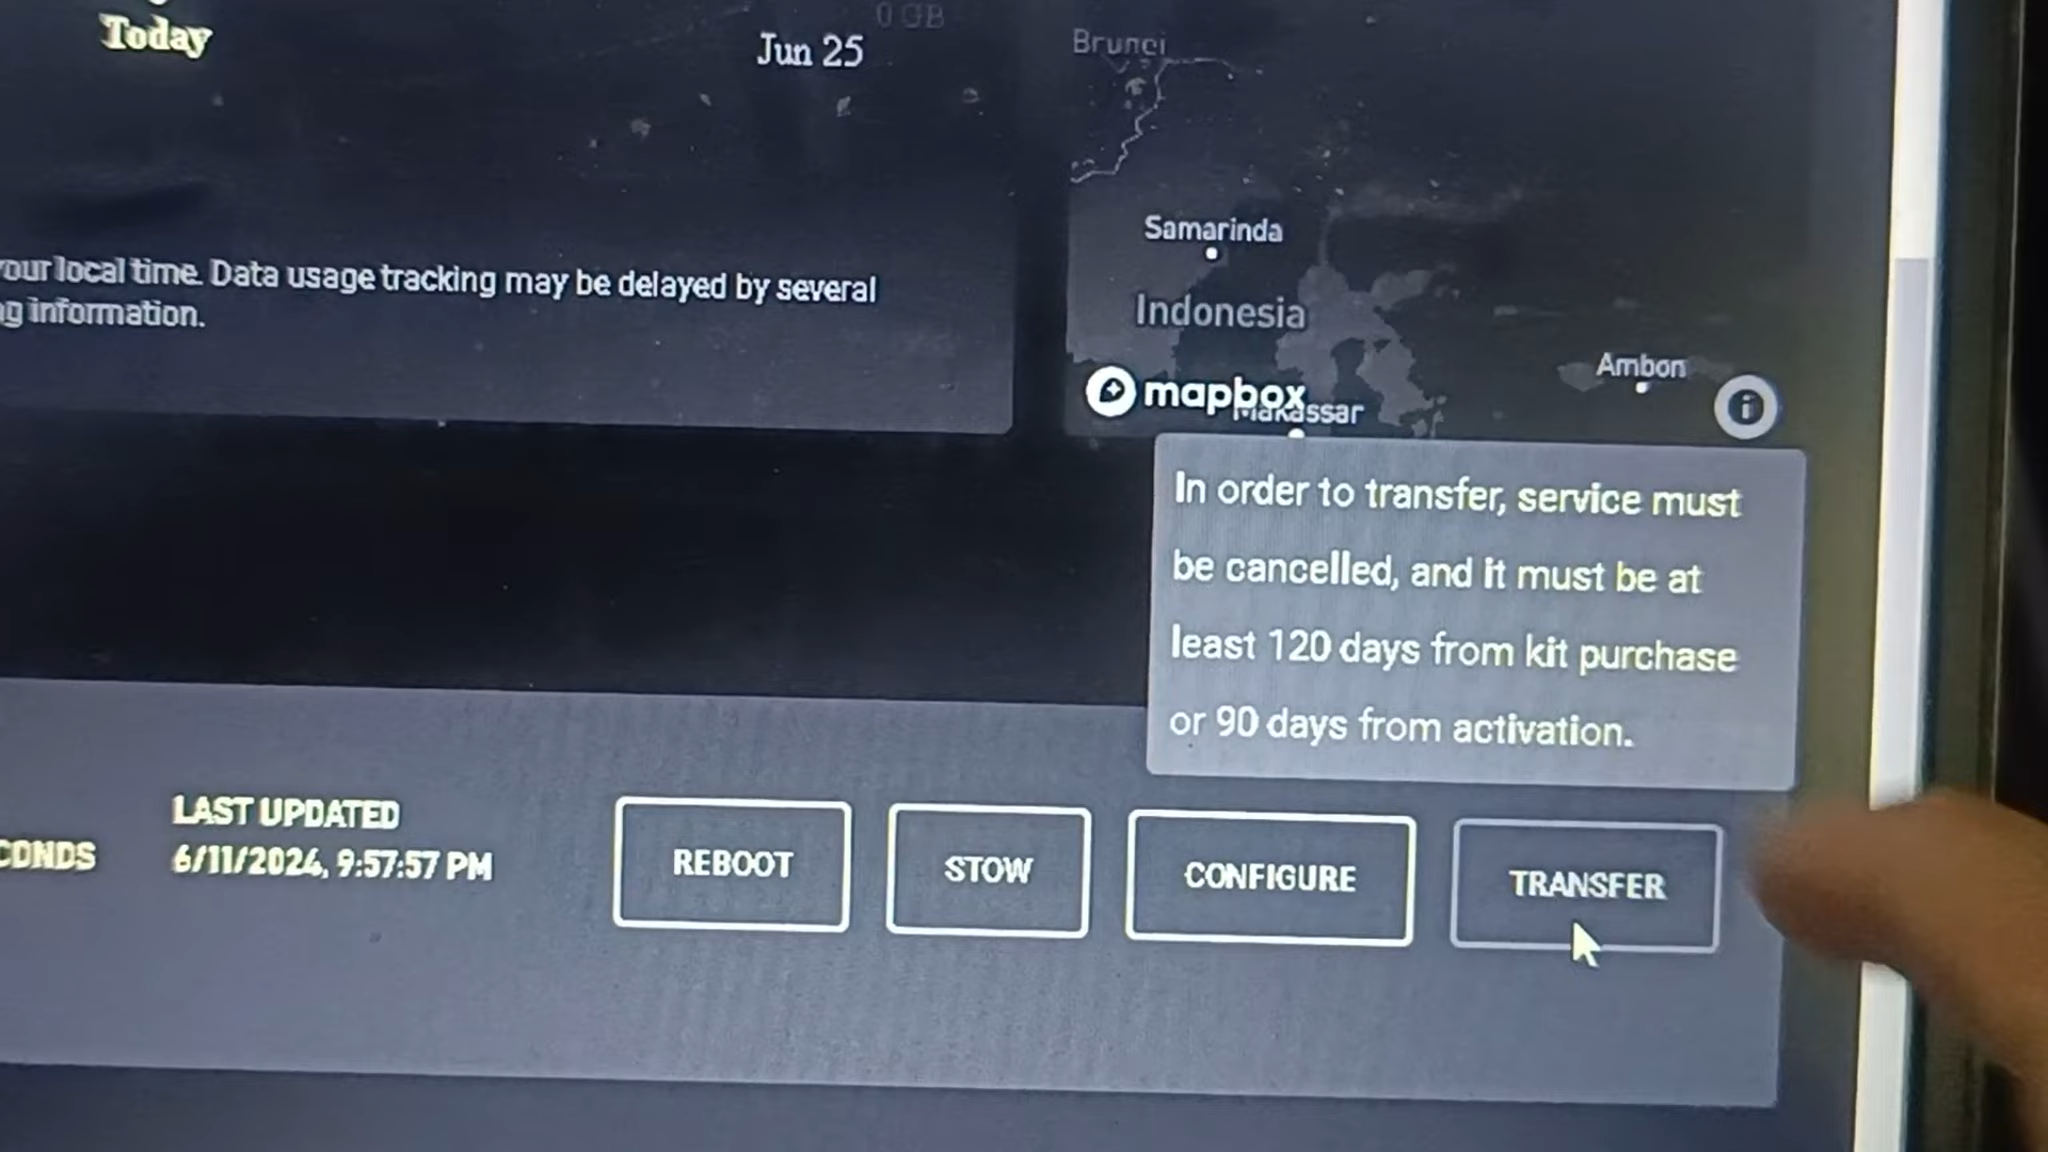 Today
0 GB
Jun 25
Brunei
our local time. Data usage tracking may be delayed by several
g information.
Samarinda
Indonesia
Ambon
mapbox
Makassar
In order to transfer, service must
be cancelled, and it must be at
least 120 days from kit purchase
or 90 days from activation.
LAST UPDATED
CONDS
6/11/2024, 9:57:57 PM
REBOOT
STOW
CONFIGURE
TRANSFER